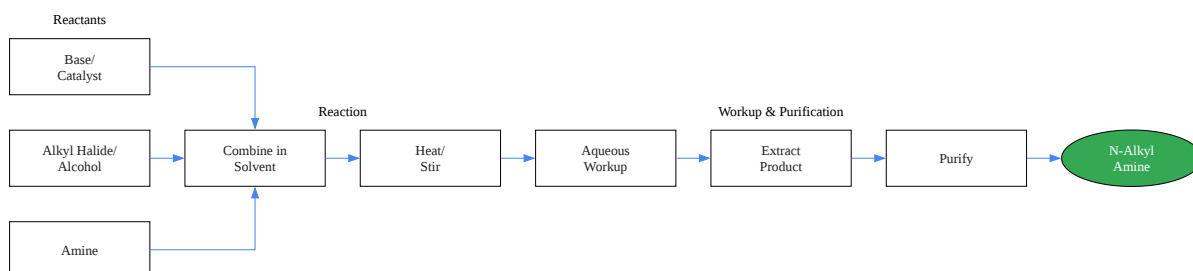 Reactants
Base/
Catalyst
Reaction
Workup & Purification
Alkyl Halide/
Alcohol
Combine in
Solvent
Heat/
Stir
Aqueous
Workup
Extract
Product
Purify
N-Alkyl
Amine
Amine